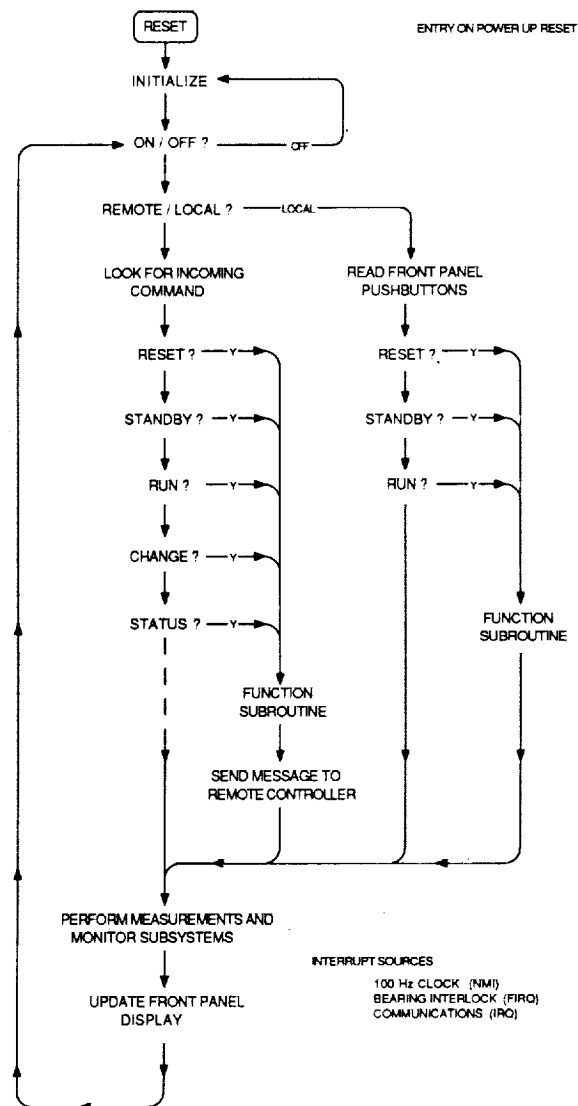 RESET
ENTRY ON POWER UP RESET
INITIALIZE
ON / OFF ?
OFF
REMOTE / LOCAL ?
LOCAL
LOOK FOR INCOMING
COMMAND
READ FRONT PANEL
PUSHBUTTONS
RESET ?
Y
RESET ?
Y
STANDBY ?
Y
STANDBY ?
Y
RUN ?
Y
RUN ?
Y
CHANGE ?
Y
STATUS ?
Y
FUNCTION
SUBROUTINE
FUNCTION
SUBROUTINE
SEND MESSAGE TO
REMOTE CONTROLLER
PERFORM MEASUREMENTS AND
MONITOR SUBSYSTEMS
UPDATE FRONT PANEL
DISPLAY
INTERRUPT SOURCES
100 Hz CLOCK (NMI)
BEARING INTERLOCK (FIRQ)
COMMUNICATIONS (IRQ)